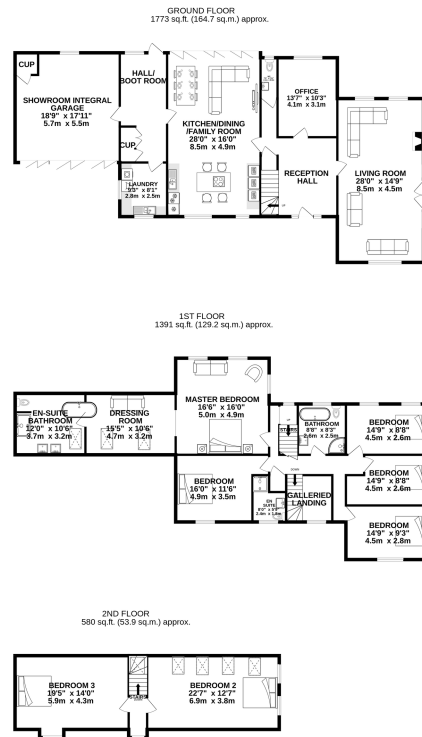 GROUND FLOOR
1773 sq.ft. (164.7 sq.m.) approx.
CUP
SHOWROOM INTEGRAL
GARAGE
18'9" x 17'11"
5.7m x 5.5m
HALL/
BOOT ROOM
CUP
LAUNDRY
9'3" x 8'1"
2.8m x 2.5m
KITCHEN/DINING
/FAMILY ROOM
28'0" x 16'0"
8.5m x 4.9m
WC
OFFICE
13'7" x 10'3"
4.1m x 3.1m
RECEPTION
HALL
UP
LIVING ROOM
28'0" x 14'9"
8.5m x 4.5m
1ST FLOOR
1391 sq.ft. (129.2 sq.m.) approx.
EN-SUITE
BATHROOM
12'0" x 10'6"
3.7m x 3.2m
DRESSING
ROOM
15'5" x 10'6"
4.7m x 3.2m
MASTER BEDROOM
16'6" x 16'0"
5.0m x 4.9m
UP
STAIRS
BATHROOM
8'8" x 8'3"
2.6m x 2.5m
BEDROOM
14'9" x 8'8"
4.5m x 2.6m
BEDROOM
14'9" x 8'8"
4.5m x 2.6m
BEDROOM
14'9" x 9'3"
4.5m x 2.8m
BEDROOM
16'0" x 11'6"
4.9m x 3.5m
EN
SUITE
DOWN
GALLERIED
LANDING
2ND FLOOR
580 sq.ft. (53.9 sq.m.) approx.
BEDROOM 3
19'5" x 14'0"
5.9m x 4.3m
STAIRS
BEDROOM 2
22'7" x 12'7"
6.9m x 3.8m